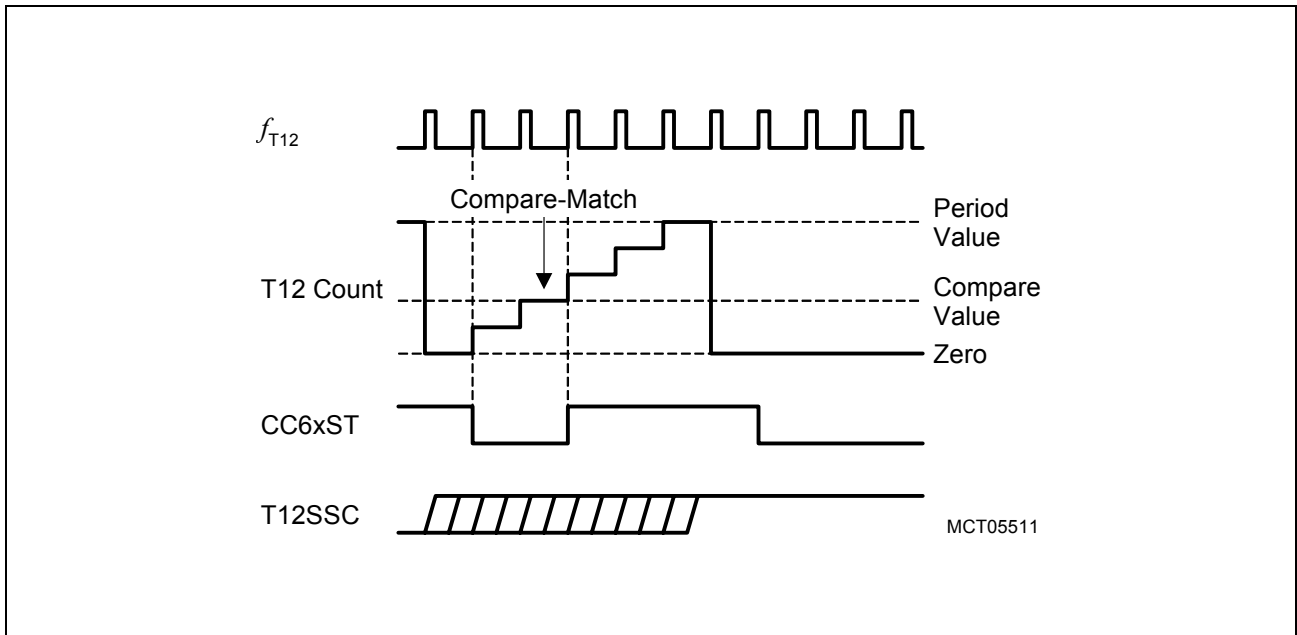 fT12
Compare-Match
Period
Value
T12 Count
Compare
Value
Zero
CC6xST
T12SSC
MCT05511